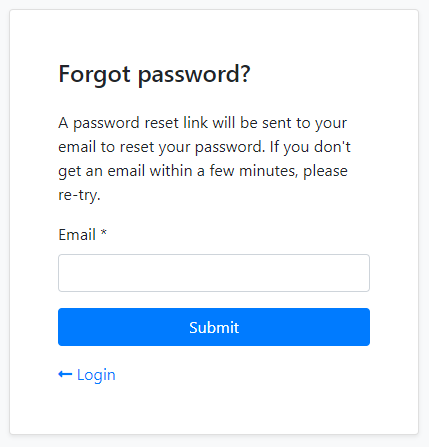 Forgot password?
A password reset link will be sent to your
email to reset your password. If you don't
get an email within a few minutes, please
re-try.
Email *
Submit
← Login